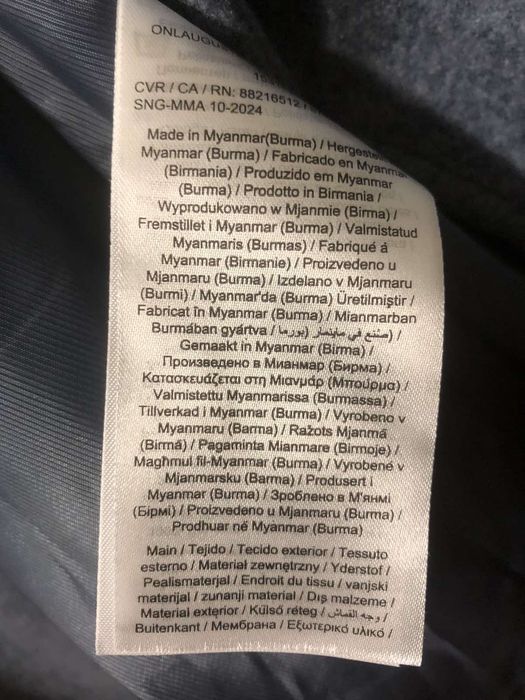 ONLAUGUS
CVR / CA / RN: 88216512 /
SNG-MMA 10-2024
Made in Myanmar(Burma) / Hergestellt
Myanmar (Burma) / Fabricado en Myanmar
(Birmania) / Produzido em Myanmar
(Burma) / Prodotto in Birmania /
Wyprodukowano w Mjanmie (Birma) /
Fremstillet i Myanmar (Burma) / Valmistatud
Myanmaris (Burmas) / Fabriqué á
Myanmar (Birmanie) / Proizvedeno u
Mjanmaru (Burma) / Izdelano v Mjanmaru
(Burmi) / Myanmar'da (Burma) Üretilmiştir /
Fabricat în Myanmar (Burma) / Mianmarban
Burmában gyártva / صنع في ماينمار (بورما) /
Gemaakt in Myanmar (Birma) /
Произведено в Мианмар (Бирма) /
Κατασκευάζεται στη Μιανμάρ (Μπούρμα) /
Valmistettu Myanmarissa (Burmassa) /
Tillverkad i Myanmar (Burma) / Vyrobeno v
Myanmaru (Barma) / Ražots Mjanmā
(Birmā) / Pagaminta Mianmare (Birmoje) /
Magħmul fil-Myanmar (Burma) / Vyrobené v
Mjanmarsku (Barma) / Produsert i
Myanmar (Burma) / Зроблено в М'янмі
(Бірмі) / Proizvedeno u Mjanmaru (Burma) /
Prodhuar në Myanmar (Burma)
Main / Tejido / Tecido exterior / Tessuto
esterno / Materiał zewnętrzny / Yderstof /
Pealismaterjal / Endroit du tissu / vanjski
materijal / zunanji material / Dış malzeme /
Material exterior / Külső réteg / وجه القماش /
Buitenkant / Мембрана / Εξωτερικό υλικό /